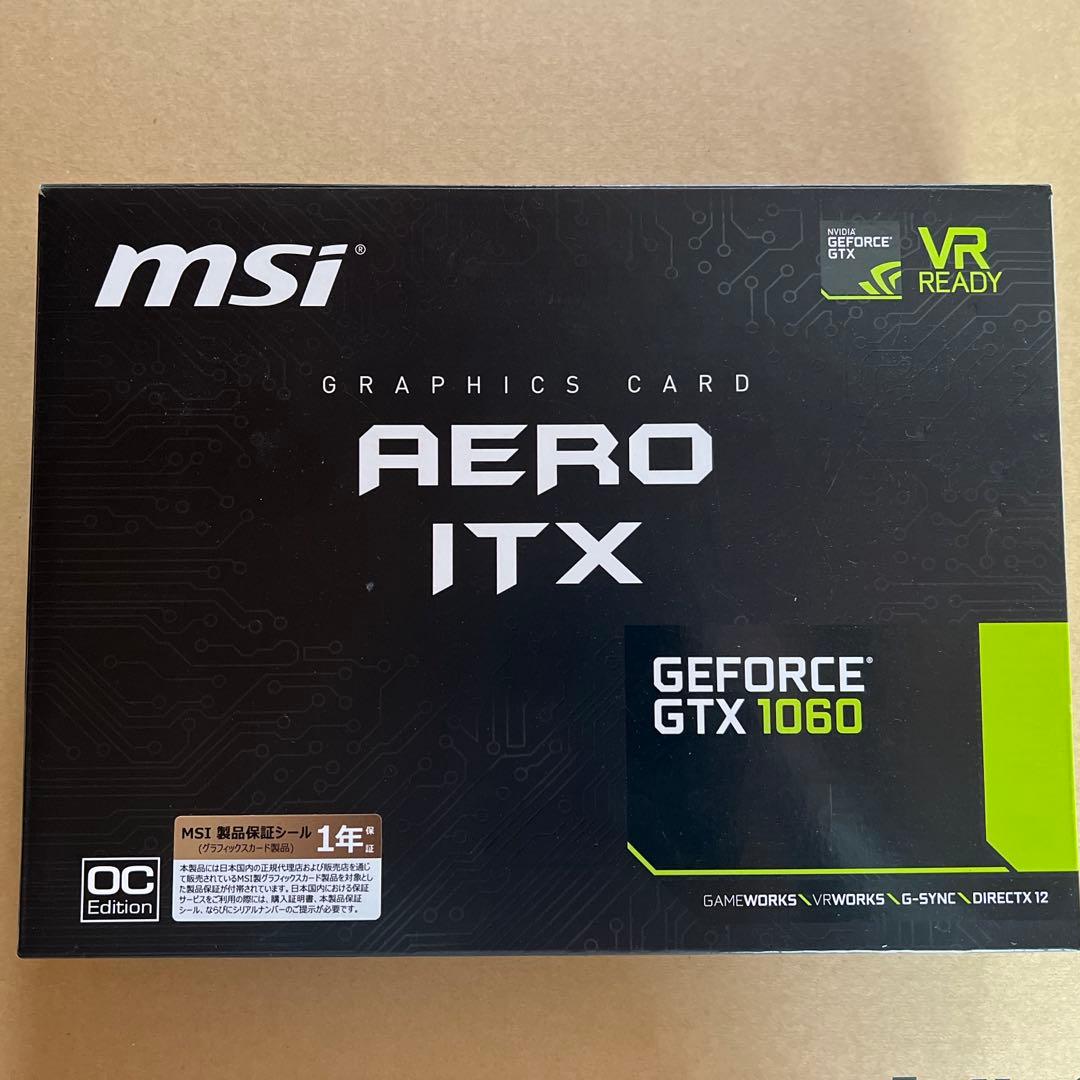 msi®
NVIDIA
GEFORCE®
GTX
VR
READY
GRAPHICS CARD
AERO
ITX
GEFORCE®
GTX 1060
MSI 製品保証シール
(グラフィックスカード製品)
1年保証
本製品には日本国内の正規代理店および販売店を通じ
て販売されているMSI製グラフィックスカード製品を対象とし
た製品保証が付帯されています。日本国内における保証
サービスをご利用の際には、購入証明書、本製品保証
シール、ならびにシリアルナンバーのご提示が必要です。
OC
Edition
GAMEWORKS \ VRWORKS \ G-SYNC \ DIRECTX 12